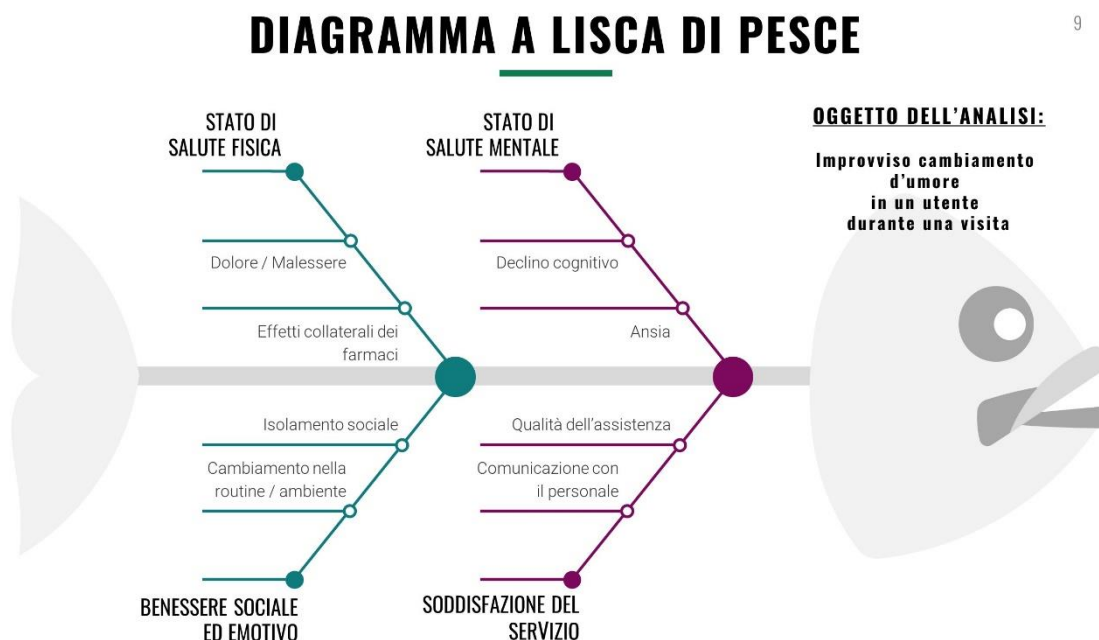 DIAGRAMMA A LISCA DI PESCE
9
STATO DI
SALUTE FISICA
Dolore / Malessere
Effetti collaterali dei
farmaci
STATO DI
SALUTE MENTALE
Declino cognitivo
Ansia
OGGETTO DELL'ANALISI:
Improvviso cambiamento
d'umore
in un utente
durante una visita
Isolamento sociale
Cambiamento nella
routine / ambiente
BENESSERE SOCIALE
ED EMOTIVO
Qualità dell'assistenza
Comunicazione con
il personale
SODDISFAZIONE DEL
SERVIZIO